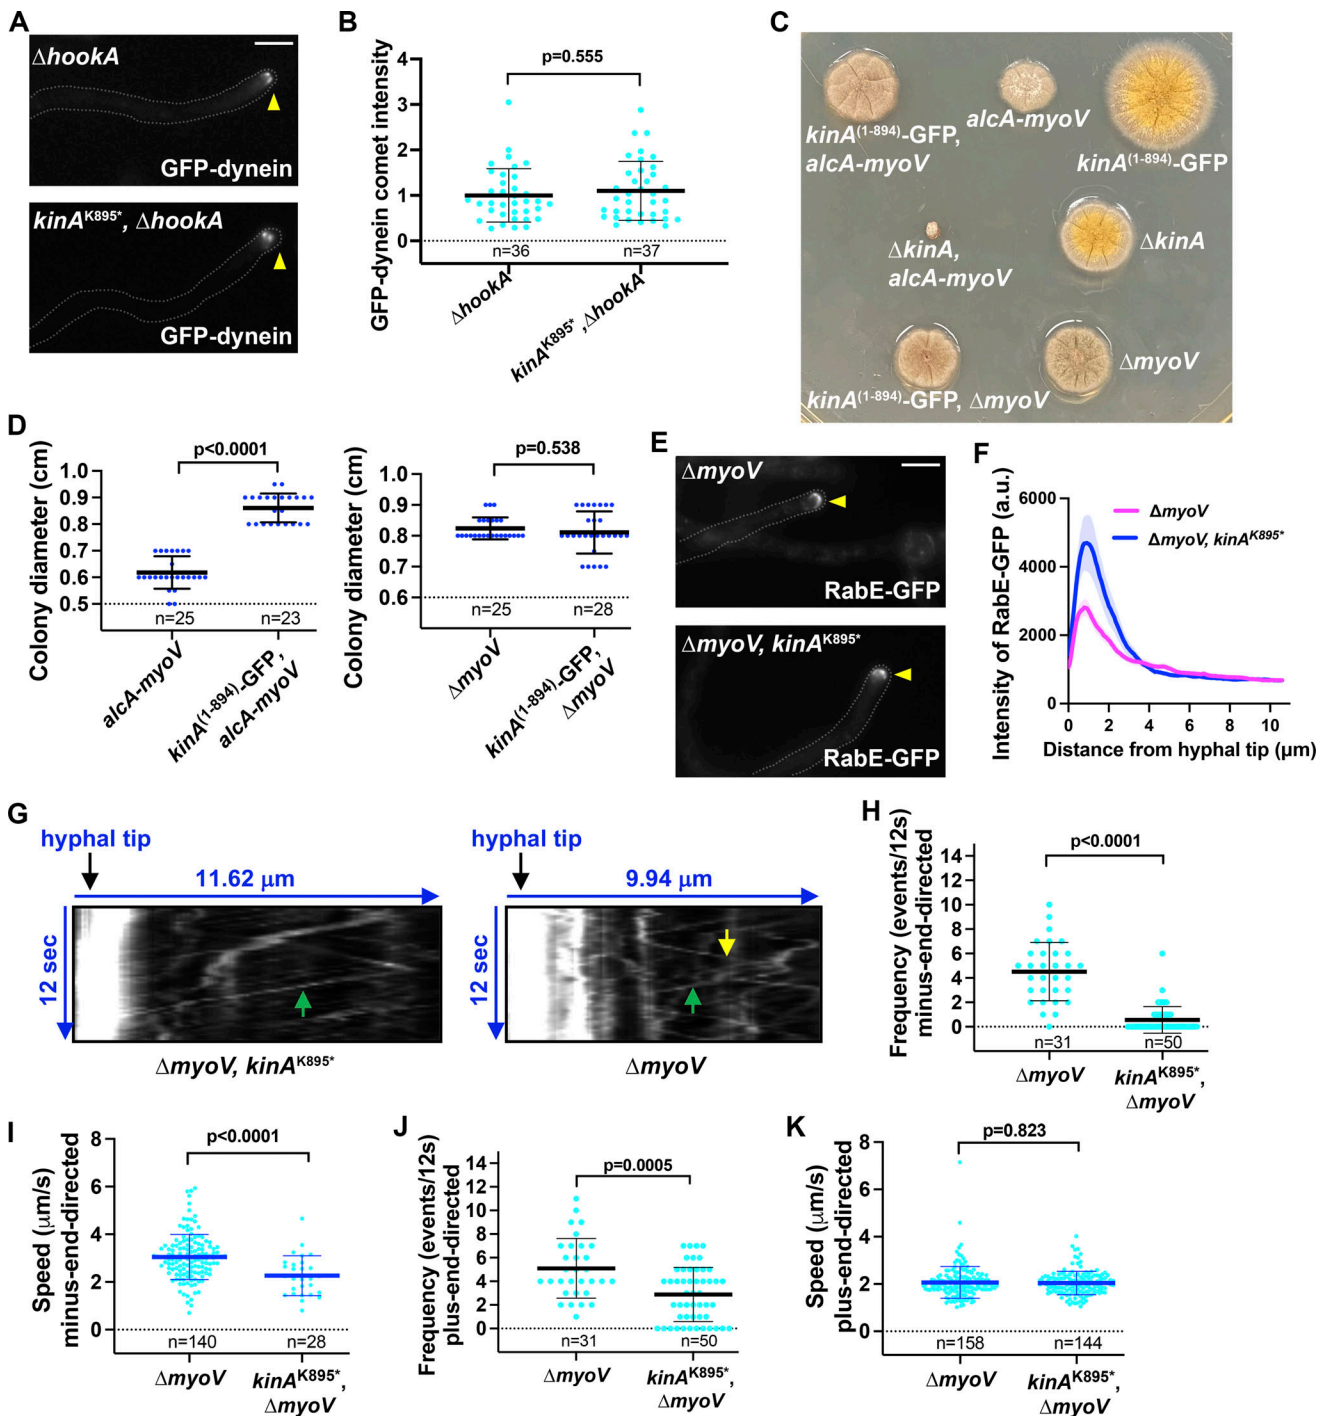 A
ΔhookA
GFP-dynein
kinAK895*, ΔhookA
GFP-dynein
B
GFP-dynein comet intensity
4
3
2
1
0
p=0.555
n=36
n=37
ΔhookA
kinAK895* ,ΔhookA
C
kinA(1-894)-GFP,
alcA-myoV
alcA-myoV
kinA(1-894)-GFP
ΔkinA,
alcA-myoV
ΔkinA
kinA(1-894)-GFP, ΔmyoV
ΔmyoV
D
Colony diameter (cm)
1.0
0.9
0.8
0.7
0.6
0.5
p<0.0001
n=25
n=23
alcA-myoV
kinA(1-894)-GFP,
alcA-myoV
Colony diameter (cm)
1.0
0.9
0.8
0.7
0.6
p=0.538
n=25
n=28
ΔmyoV
kinA(1-894)-GFP,
ΔmyoV
E
ΔmyoV
RabE-GFP
ΔmyoV, kinAK895*
RabE-GFP
F
Intensity of RabE-GFP (a.u.)
6000
4000
2000
0
ΔmyoV
ΔmyoV, kinAK895*
0 2 4 6 8 10
Distance from hyphal tip (μm)
G
hyphal tip
11.62 μm
12 sec
ΔmyoV, kinAK895*
hyphal tip
9.94 μm
12 sec
ΔmyoV
H
Frequency (events/12s)
minus-end-directed
14
12
10
8
6
4
2
0
p<0.0001
n=31
n=50
ΔmyoV
kinAK895*,
ΔmyoV
I
Speed (μm/s)
minus-end-directed
8
6
4
2
0
p<0.0001
n=140
n=28
ΔmyoV
kinAK895*,
ΔmyoV
J
Frequency (events/12s)
plus-end-directed
14
12
10
8
6
4
2
0
p=0.0005
n=31
n=50
ΔmyoV
kinAK895*,
ΔmyoV
K
Speed (μm/s)
plus-end-directed
8
6
4
2
0
p=0.823
n=158
n=144
ΔmyoV
kinAK895*,
ΔmyoV